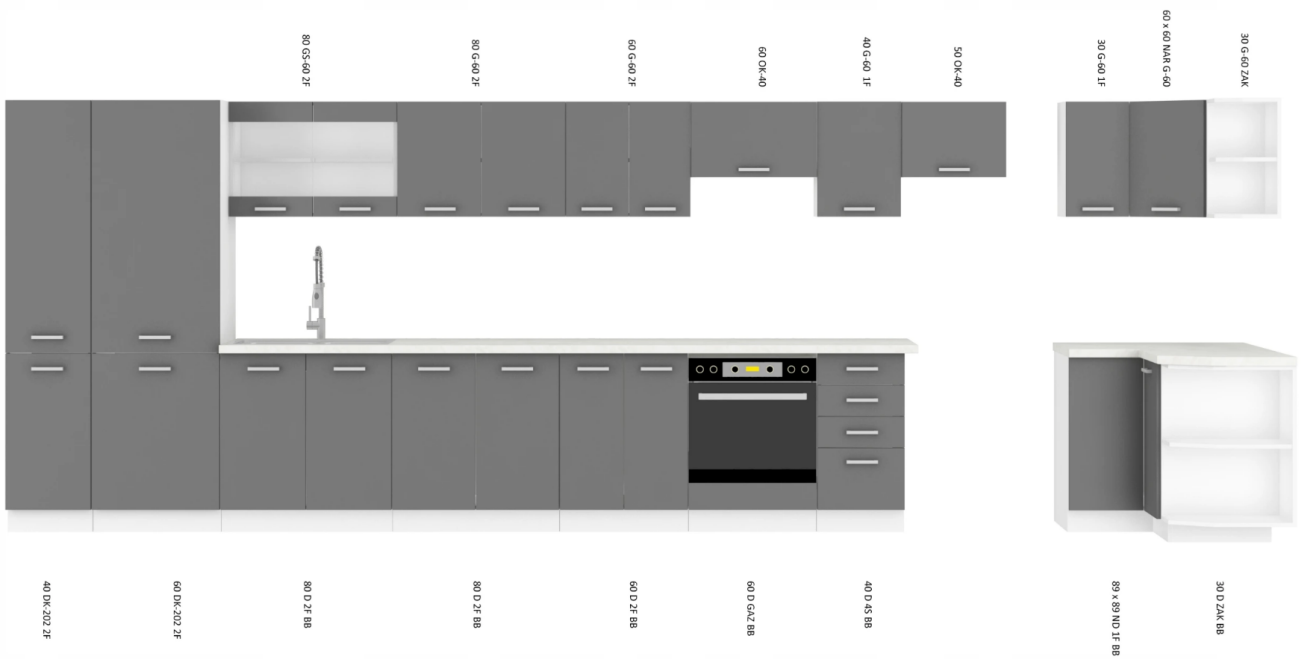 80 GS-60 2F
80 G-60 2F
60 G-60 2F
60 OK-40
40 G-60 1F
50 OK-40
30 G-60 1F
60 x 60 NAR G-60
30 G-60 ZAK
40 DK-202 2F
60 DK-202 2F
80 D 2F BB
80 D 2F BB
60 D 2F BB
60 D GAZ BB
40 D 4S BB
89 x 89 ND 1F BB
30 D ZAK BB